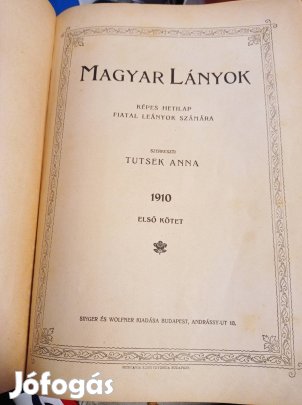 MAGYAR LÁNYOK
KÉPES HETILAP
FIATAL LEÁNYOK SZÁMÁRA
SZERKESZTI
TUTSEK ANNA
1910
ELSŐ KÖTET
SINGER ÉS WOLFNER KIADÁSA BUDAPEST, ANDRÁSSY-UT 10.
Jófogás